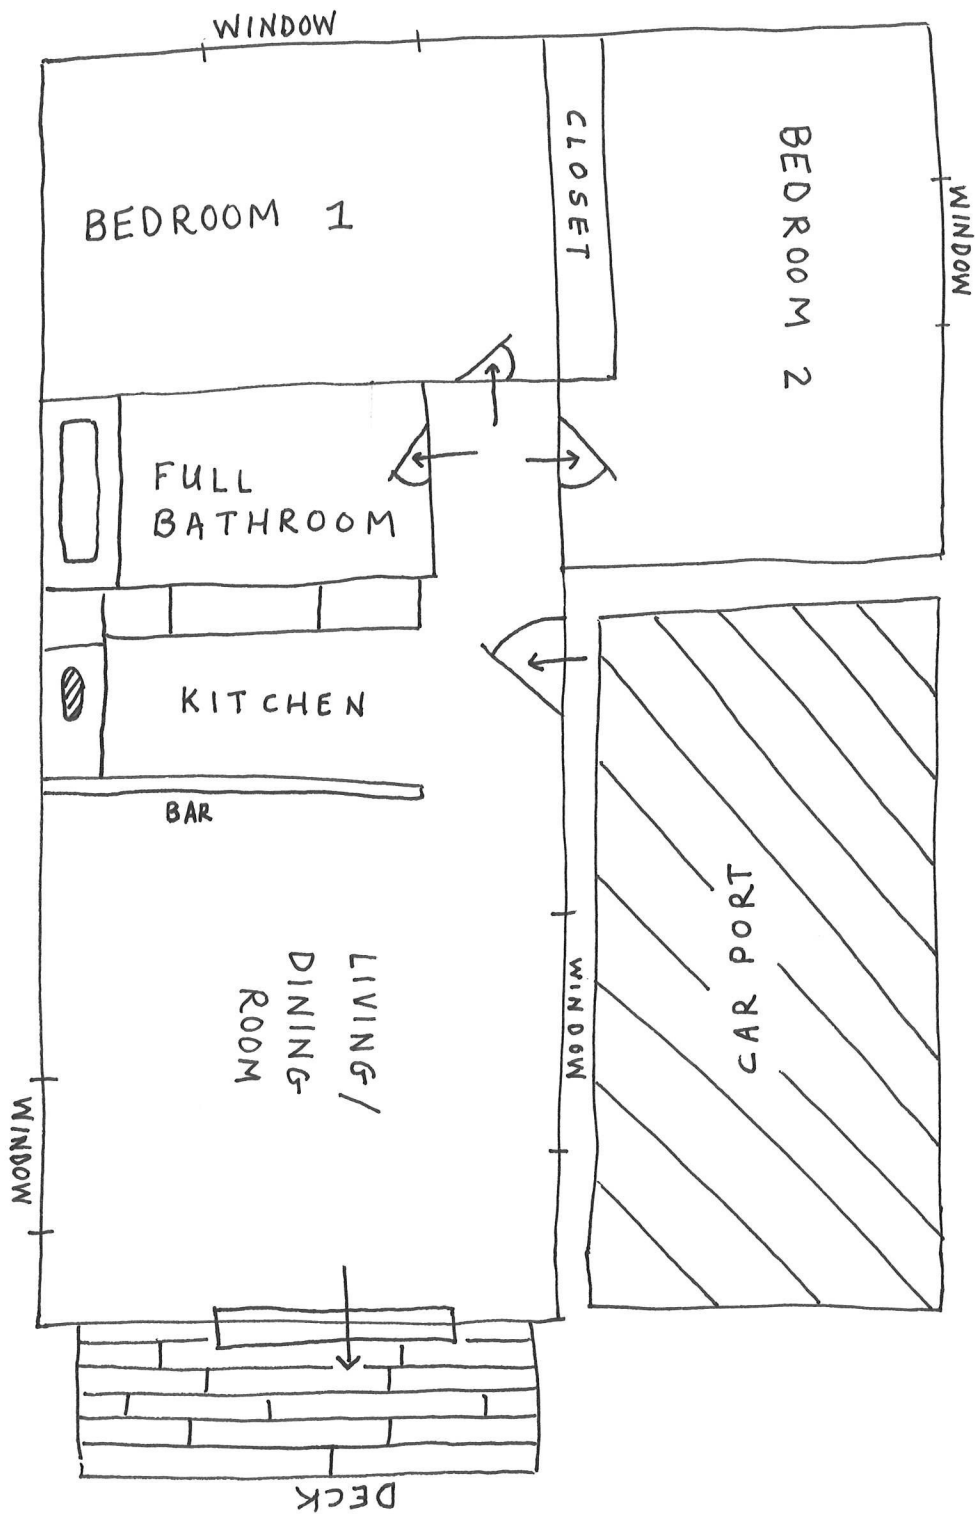 WINDOW
CLOSET
BEDROOM 2
WINDOW
BEDROOM 1
FULL
BATHROOM
KITCHEN
BAR
LIVING/
DINING
ROOM
WINDOW
CAR PORT
WINDOW
DECK